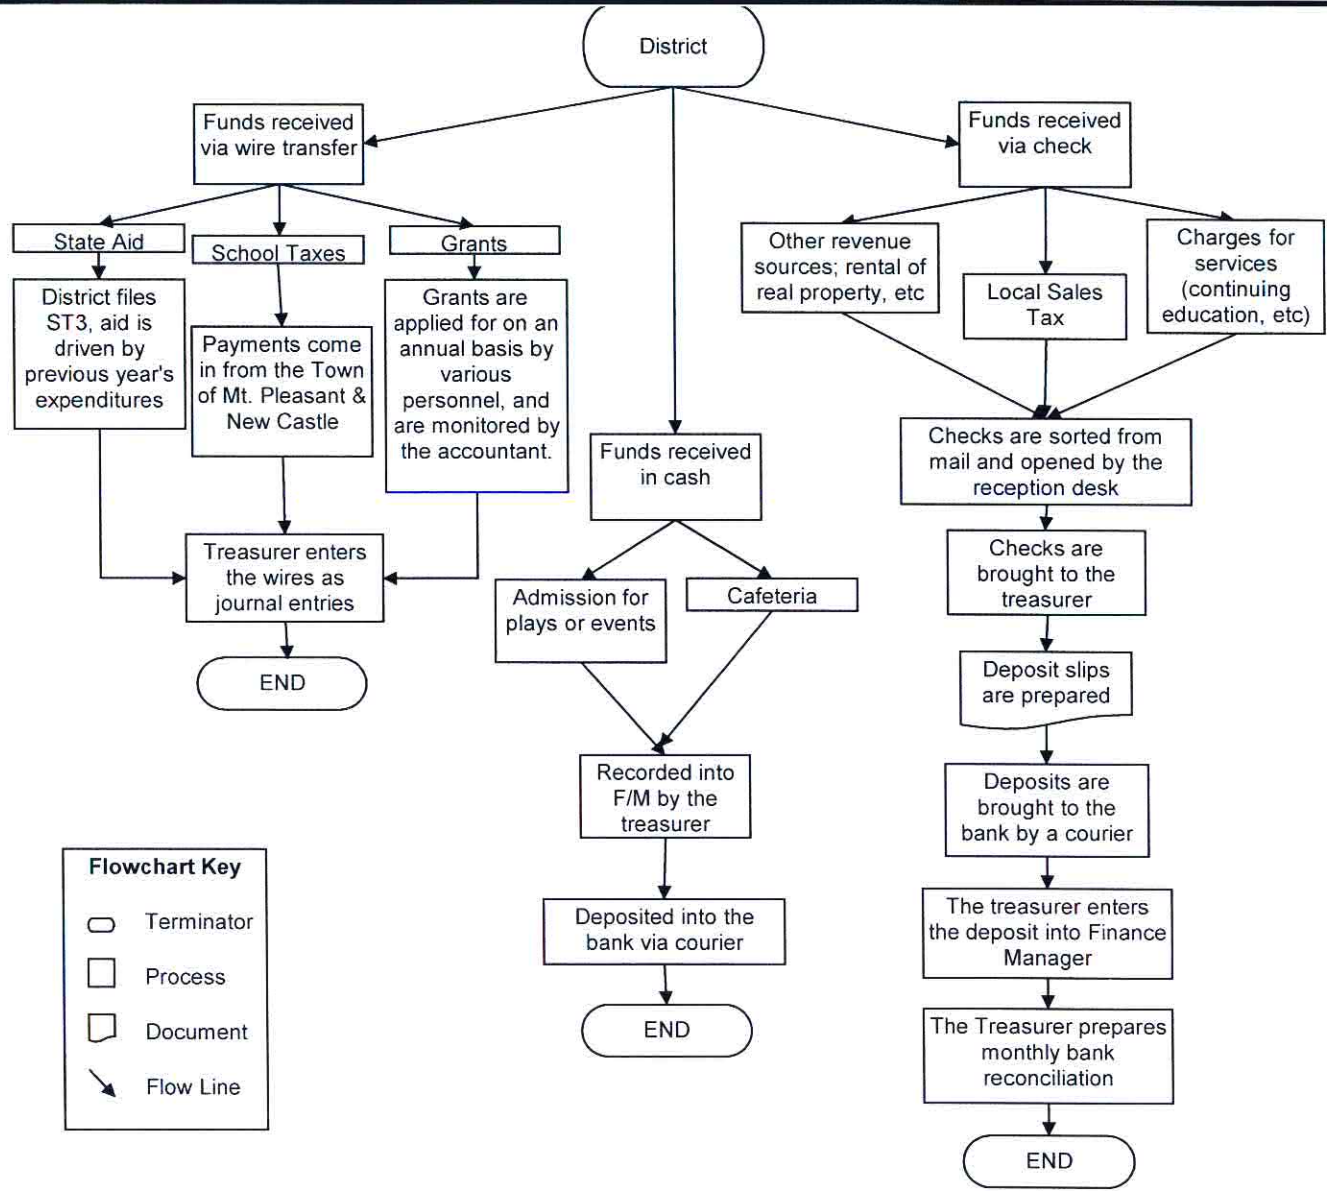 District
Funds received
via wire transfer
Funds received
via check
State Aid
School Taxes
Grants
Other revenue
sources; rental of
real property, etc
Local Sales
Tax
Charges for
services
(continuing
education, etc)
District files
ST3, aid is
driven by
previous year's
expenditures
Payments come
in from the Town
of Mt. Pleasant &
New Castle
Grants are
applied for on an
annual basis by
various
personnel, and
are monitored by
the accountant.
Funds received
in cash
Checks are sorted from
mail and opened by the
reception desk
Treasurer enters
the wires as
journal entries
END
Admission for
plays or events
Cafeteria
Checks are
brought to the
treasurer
Deposit slips
are prepared
Recorded into
F/M by the
treasurer
Deposits are
brought to the
bank by a courier
Deposited into the
bank via courier
The treasurer enters
the deposit into Finance
Manager
END
The Treasurer prepares
monthly bank
reconciliation
END
Flowchart Key
Terminator
Process
Document
Flow Line